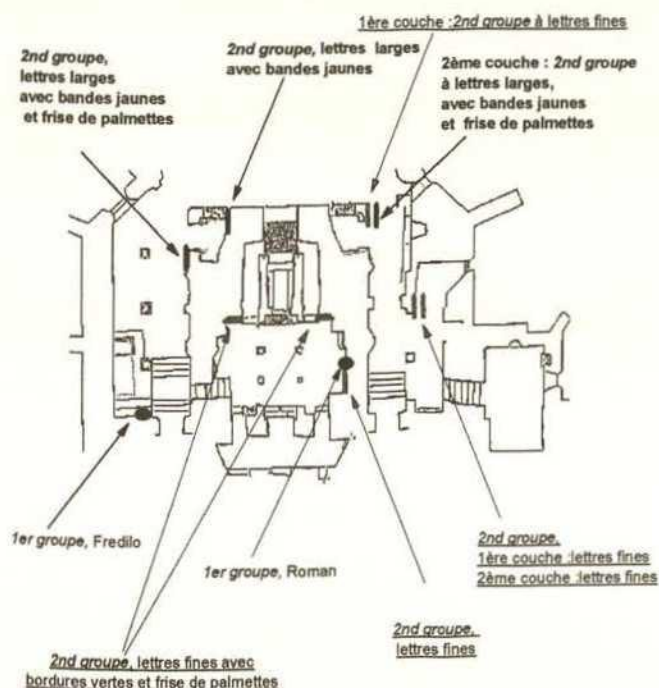 1ère couche :2nd groupe à lettres fines
2nd groupe,
lettres larges
avec bandes jaunes
et frise de palmettes
2nd groupe, lettres larges
avec bandes jaunes
2ème couche : 2nd groupe
à lettres larges,
avec bandes jaunes
et frise de palmettes
1er groupe, Fredilo
1er groupe, Roman
2nd groupe,
1ère couche :lettres fines
2ème couche :lettres fines
2nd groupe,
lettres fines
2nd groupe, lettres fines avec
bordures vertes et frise de palmettes